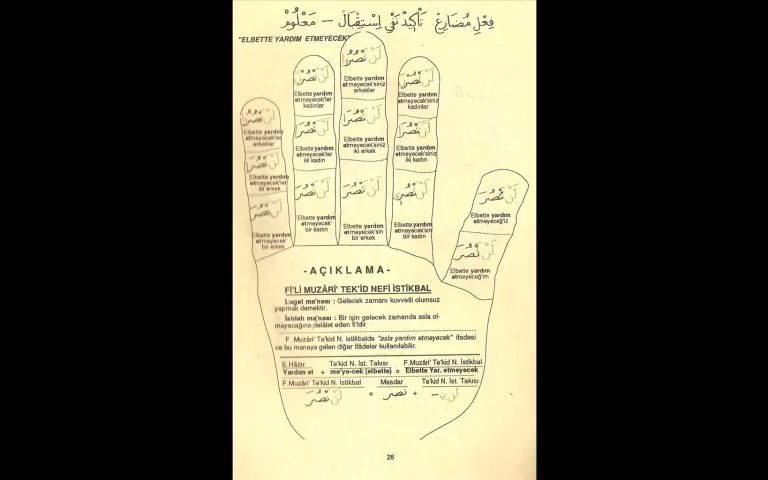 فِعْلِ مُضَارِعْ تَأْكِيدْ نَفْيِ اِسْتِقْبَالْ – مَعْلُومْ
"ELBETTE YARDIM ETMEYECEK"
لَنْ نَصُرَ
Elbette yardım
etmeyecek'ler
erkekler
لَنْ نَصُرَ
Elbette yardım
etmeyecek'ler
iki erkek
لَنْ نَصُرَ
Elbette yardım
etmeyecek
bir erkek
لَنْ نَصُرَ
Elbette yardım
etmeyecek'ler
kadınlar
لَنْ نَصُرَ
Elbette yardım
etmeyecek'ler
iki kadın
لَنْ نَصُرَ
Elbette yardım
etmeyecek
bir kadın
لَنْ نَصُرَ
Elbette yardım
etmeyecek'siniz
erkekler
لَنْ نَصُرَ
Elbette yardım
etmeyecek'siniz
iki erkek
لَنْ نَصُرَ
Elbette yardım
etmeyecek'sin
bir erkek
لَنْ نَصُرَ
Elbette yardım
etmeyecek'siniz
kadınlar
لَنْ نَصُرَ
Elbette yardım
etmeyecek'siniz
iki kadın
لَنْ نَصُرَ
Elbette yardım
etmeyecek'sin
bir kadın
لَنْ نَصُرَ
Elbette yardım
etmeyeceğ'iz
لَنْ نَصُرَ
Elbette yardım
etmeyeceğ'im
-AÇIKLAMA-
Fİ'Lİ MUZÂRİ' TEK'İD NEFİ İSTİKBAL
Lugat ma'nası : Gelecek zamanı kuvvetli olumsuz
yapmak demektir.
İstılah ma'nası : Bir işin gelecek zamanda asla ol-
mayacağına delâlet eden fi'ldir
F. Muzâri' Te'kid N. istikbalde "asla yardım etmeyecek" ifadesi
ve bu manaya gelen diğer ifâdeler kullanılabilir.
E.Hâzır Te'kid N. İst. Takısı F.Muzâri' Te'kid N. İstikbal
Yardım et + me'ye-cek (elbette) = Elbette Yar. etmeyecek
F.Muzâri' Te'kid N. İstikbal Masdar Te'kid N. İst. Takısı
لَنْ نَصُرَ = نصر +
28